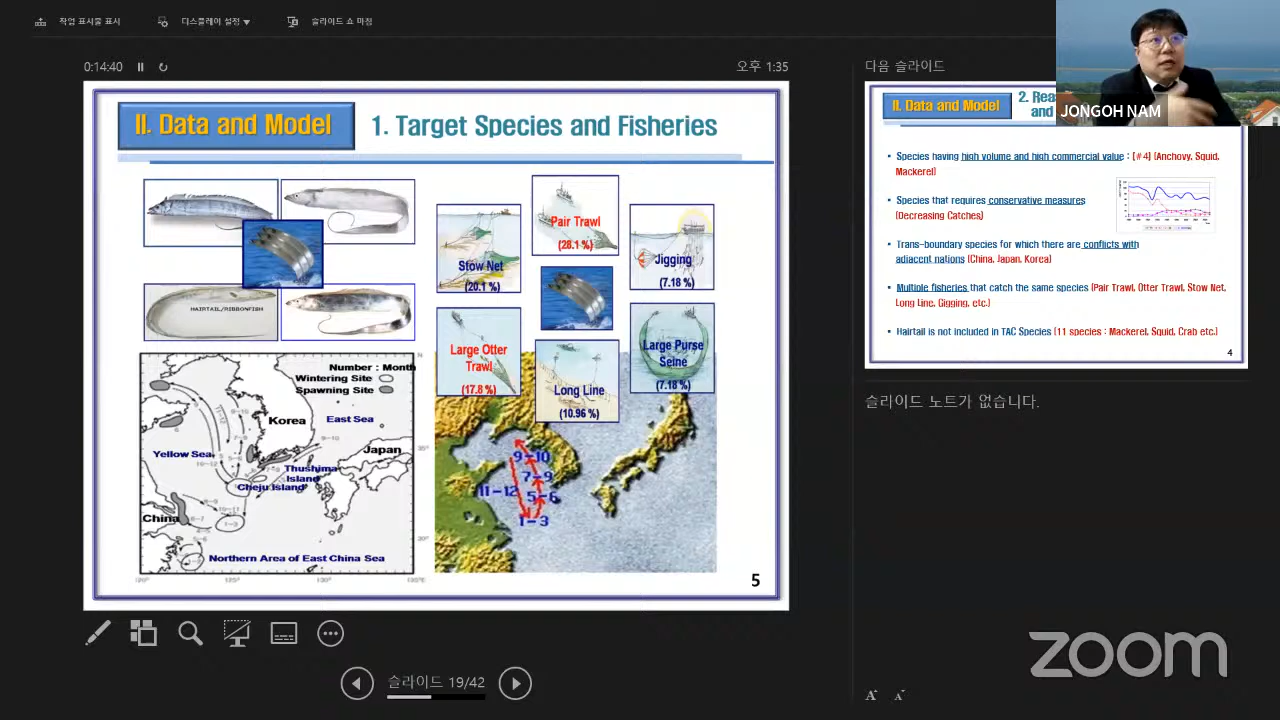 작업 표시줄 표시
디스플레이 설정 ▼
슬라이드 쇼 마침
0:14:40
오후 1:35
다음 슬라이드
JONGOH NAM
II. Data and Model
1. Target Species and Fisheries
HAIRTAIL/RIBBONFISH
Stow Net
(20.1 %)
Pair Trawl
(28.1 %)
Jigging
(7.18 %)
Large Otter
Trawl
(17.8 %)
Long Line
(10.96 %)
Large Purse
Seine
(7.18 %)
Number : Month
Wintering Site
Spawning Site
Korea
East Sea
Yellow Sea
Japan
Thushima
Island
Cheju Island
China
Northern Area of East China Sea
9-10
7-9
11-12
5-6
1-3
5
II. Data and Model
2. Rea
and
• Species having high volume and high commercial value : [#4] (Anchovy, Squid,
Mackerel)
• Species that requires conservative measures
(Decreasing Catches)
• Trans-boundary species for which there are conflicts with
adjacent nations (China, Japan, Korea)
• Multiple fisheries that catch the same species (Pair Trawl, Otter Trawl, Stow Net,
Long Line, Gigging, etc.)
• Hairtail is not included in TAC Species (11 species : Mackerel, Squid, Crab etc.)
4
슬라이드 노트가 없습니다.
슬라이드 19/42
zoom